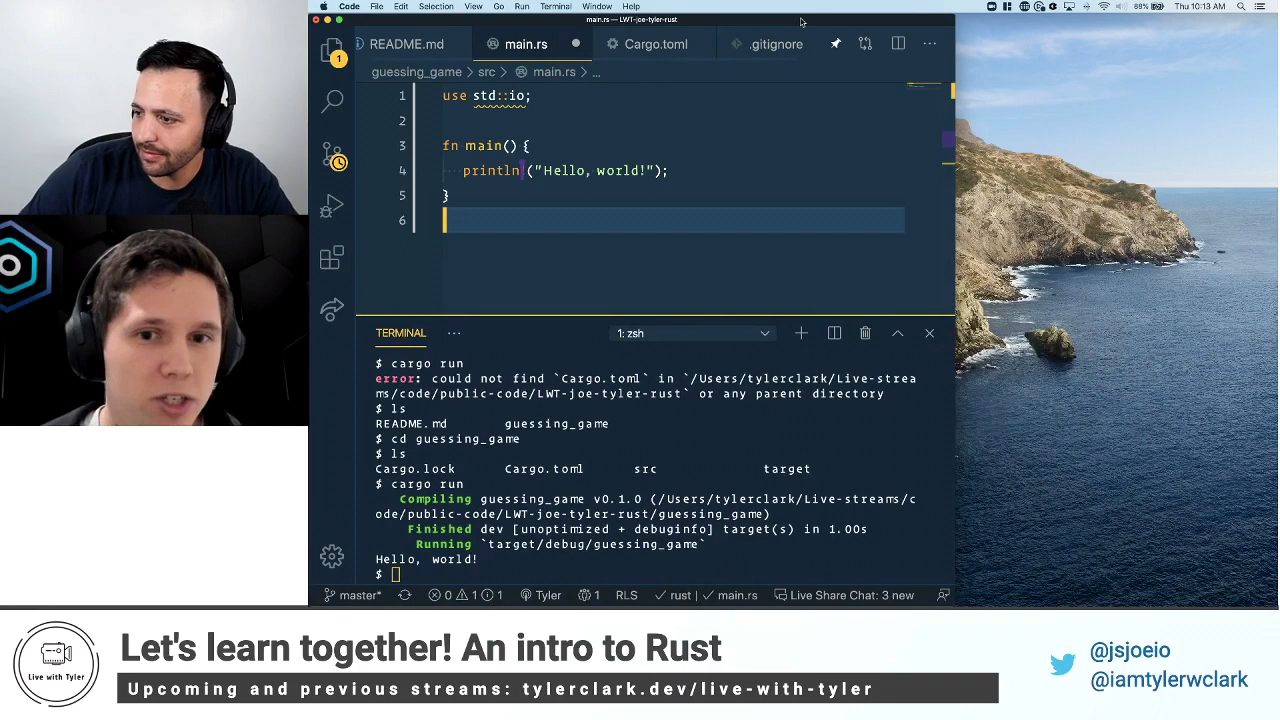 Code File Edit Selection View Go Run Terminal Window Help 68% Thu 10:13 AM
main.rs — LWT-joe-tyler-rust
README.md main.rs Cargo.toml .gitignore
guessing_game > src > main.rs > ...
1 use std::io;
2
3 fn main() {
4 println ("Hello, world!");
5 }
6
1
TERMINAL ... 1: zsh
$ cargo run
error: could not find `Cargo.toml` in `/Users/tylerclark/Live-strea
ms/code/public-code/LWT-joe-tyler-rust` or any parent directory
$ ls
README.md guessing_game
$ cd guessing_game
$ ls
Cargo.lock Cargo.toml src target
$ cargo run
Compiling guessing_game v0.1.0 (/Users/tylerclark/Live-streams/c
ode/public-code/LWT-joe-tyler-rust/guessing_game)
Finished dev [unoptimized + debuginfo] target(s) in 1.00s
Running `target/debug/guessing_game`
Hello, world!
$
master* 0 1 1 Tyler 1 RLS ✓ rust | ✓ main.rs Live Share Chat: 3 new
Live with Tyler
Let's learn together! An intro to Rust
Upcoming and previous streams: tylerclark.dev/live-with-tyler
@jsjoeio
@iamtylerwclark